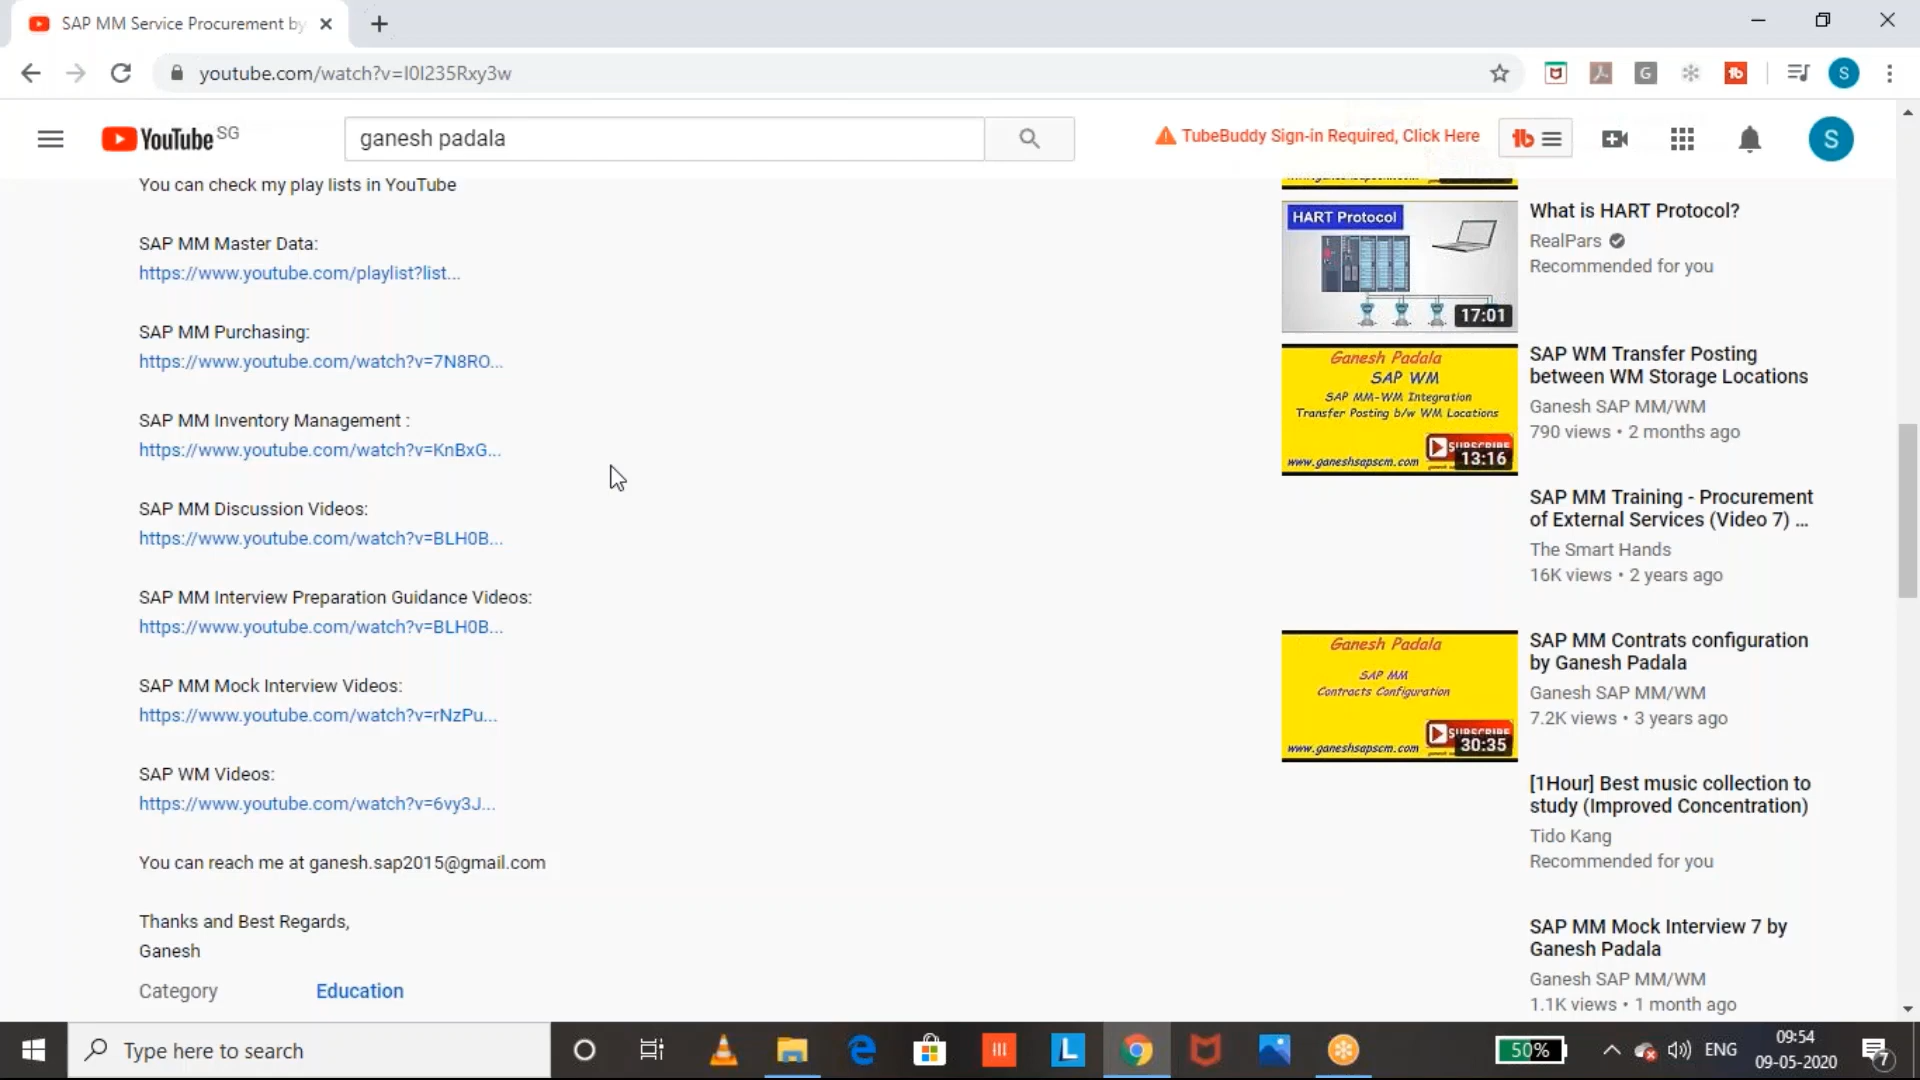 SAP MM Service Procurement by
youtube.com/watch?v=I0I235Rxy3w
YouTube SG
ganesh padala
TubeBuddy Sign-in Required, Click Here
S
You can check my play lists in YouTube
SAP MM Master Data:
https://www.youtube.com/playlist?list...
SAP MM Purchasing:
https://www.youtube.com/watch?v=7N8RO...
SAP MM Inventory Management :
https://www.youtube.com/watch?v=KnBxG...
SAP MM Discussion Videos:
https://www.youtube.com/watch?v=BLH0B...
SAP MM Interview Preparation Guidance Videos:
https://www.youtube.com/watch?v=BLH0B...
SAP MM Mock Interview Videos:
https://www.youtube.com/watch?v=rNzPu...
SAP WM Videos:
https://www.youtube.com/watch?v=6vy3J...
You can reach me at ganesh.sap2015@gmail.com
Thanks and Best Regards,
Ganesh
Category Education
HART Protocol
17:01
What is HART Protocol?
RealPars
Recommended for you
Ganesh Padala
SAP WM
SAP MM-WM Integration
Transfer Posting b/w WM Locations
SUBSCRIBE
13:16
www.ganeshsapscm.com
SAP WM Transfer Posting
between WM Storage Locations
Ganesh SAP MM/WM
790 views • 2 months ago
SAP MM Training - Procurement
of External Services (Video 7) ...
The Smart Hands
16K views • 2 years ago
Ganesh Padala
SAP MM
Contracts Configuration
SUBSCRIBE
30:35
www.ganeshsapscm.com
SAP MM Contrats configuration
by Ganesh Padala
Ganesh SAP MM/WM
7.2K views • 3 years ago
[1Hour] Best music collection to
study (Improved Concentration)
Tido Kang
Recommended for you
SAP MM Mock Interview 7 by
Ganesh Padala
Ganesh SAP MM/WM
1.1K views • 1 month ago
Type here to search
50%
ENG
09:54
09-05-2020
7